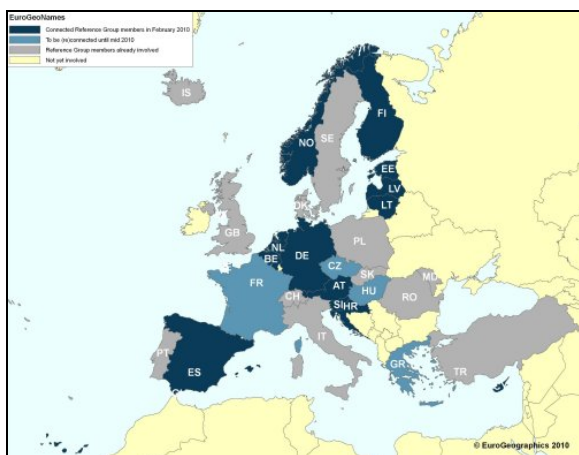 EuroGeoNames
Connected Reference Group members in February 2010
To be (re)connected until mid 2010
Reference Group members already involved
Not yet involved
IS
FI
SE
NO
EE
LV
LT
DK
GB
NL
BE
DE
PL
CZ
SK
FR
MD
AT
HU
CH
RO
SI
HR
IT
PT
ES
GR
TR
© EuroGeographics 2010